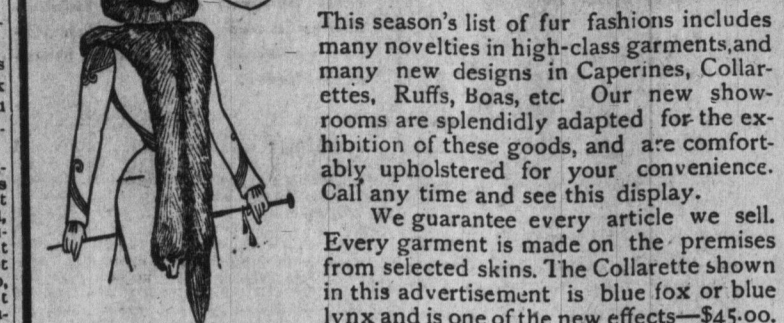 This season's list of fur fashions includes
many novelties in high-class garments, and
many new designs in Caperines, Collar-
ettes, Ruffs, Boas, etc. Our new show-
rooms are splendidly adapted for the ex-
hibition of these goods, and are comfort-
ably upholstered for your convenience.
Call any time and see this display.
We guarantee every article we sell.
Every garment is made on the premises
from selected skins. The Collarette shown
in this advertisement is blue fox or blue
lynx and is one of the new effects—$45.00.